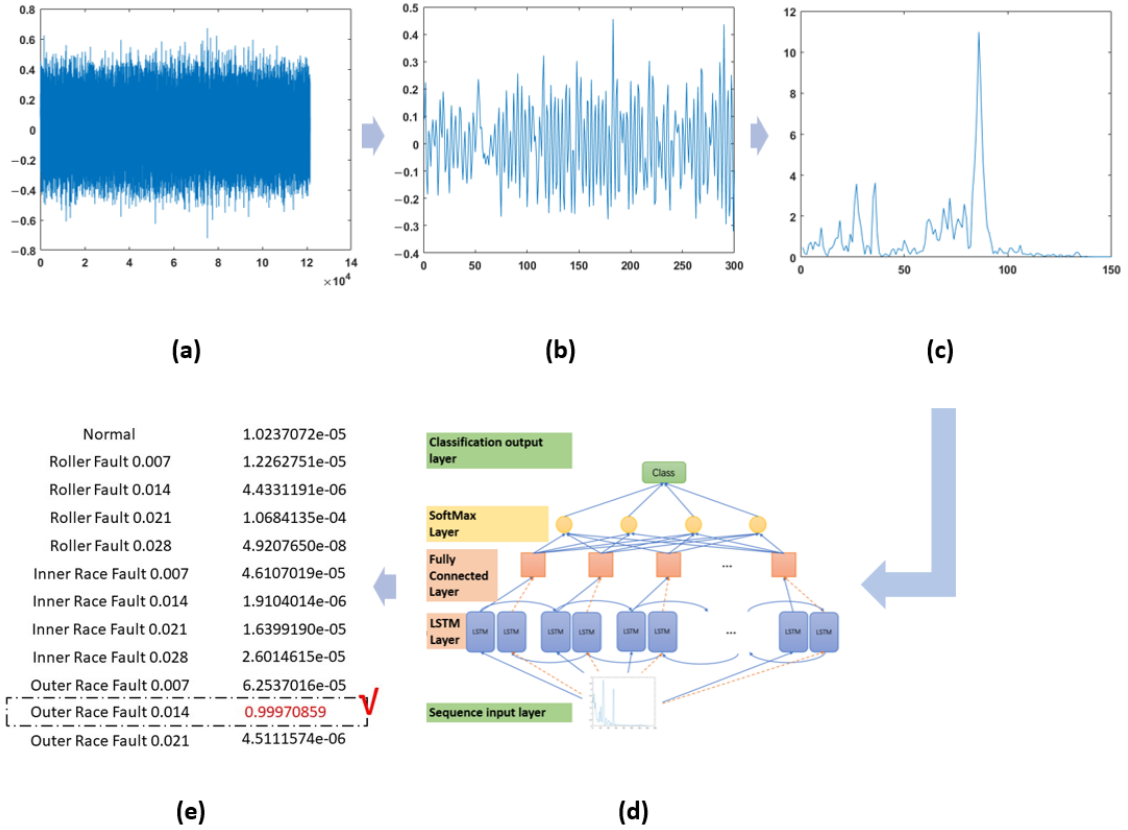 0.8
0.6
0.4
0.2
0
−0.2
−0.4
−0.6
−0.8
0 2 4 6 8 10 12 14
×10⁴
0.5
0.4
0.3
0.2
0.1
0
−0.1
−0.2
−0.3
−0.4
0 50 100 150 200 250 300
12
10
8
6
4
2
0
0 50 100 150
(a) (b) (c)
Normal 1.0237072e-05
Roller Fault 0.007 1.2262751e-05
Roller Fault 0.014 4.4331191e-06
Roller Fault 0.021 1.0684135e-04
Roller Fault 0.028 4.9207650e-08
Inner Race Fault 0.007 4.6107019e-05
Inner Race Fault 0.014 1.9104014e-06
Inner Race Fault 0.021 1.6399190e-05
Inner Race Fault 0.028 2.6014615e-05
Outer Race Fault 0.007 6.2537016e-05
Outer Race Fault 0.014 0.99970859 √
Outer Race Fault 0.021 4.5111574e-06
Classification output
layer
Class
SoftMax
Layer
Fully
Connected
Layer
...
LSTM
Layer
LSTM LSTM LSTM LSTM LSTM LSTM ... LSTM LSTM
Sequence input layer
(e) (d)